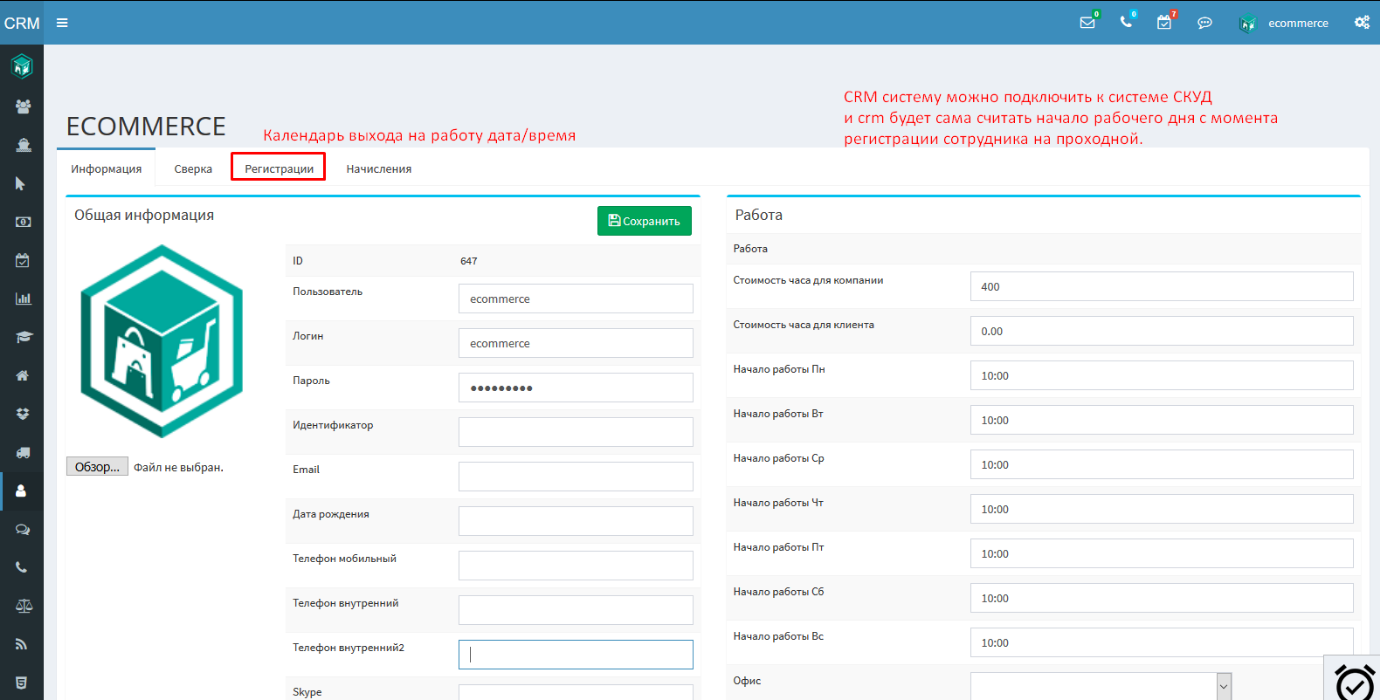 CRM
0
0
7
ecommerce
CRM систему можно подключить к системе СКУД
и crm будет сама считать начало рабочего дня с момента
регистрации сотрудника на проходной.
ECOMMERCE
Календарь выхода на работу дата/время
Информация
Сверка
Регистрации
Начисления
Общая информация
Сохранить
Обзор...
Файл не выбран.
ID
647
Пользователь
ecommerce
Логин
ecommerce
Пароль
•••••••••
Идентификатор
Email
Дата рождения
Телефон мобильный
Телефон внутренний
Телефон внутренний2
Skype
Работа
Работа
Стоимость часа для компании
400
Стоимость часа для клиента
0.00
Начало работы Пн
10:00
Начало работы Вт
10:00
Начало работы Ср
10:00
Начало работы Чт
10:00
Начало работы Пт
10:00
Начало работы Сб
10:00
Начало работы Вс
10:00
Офис